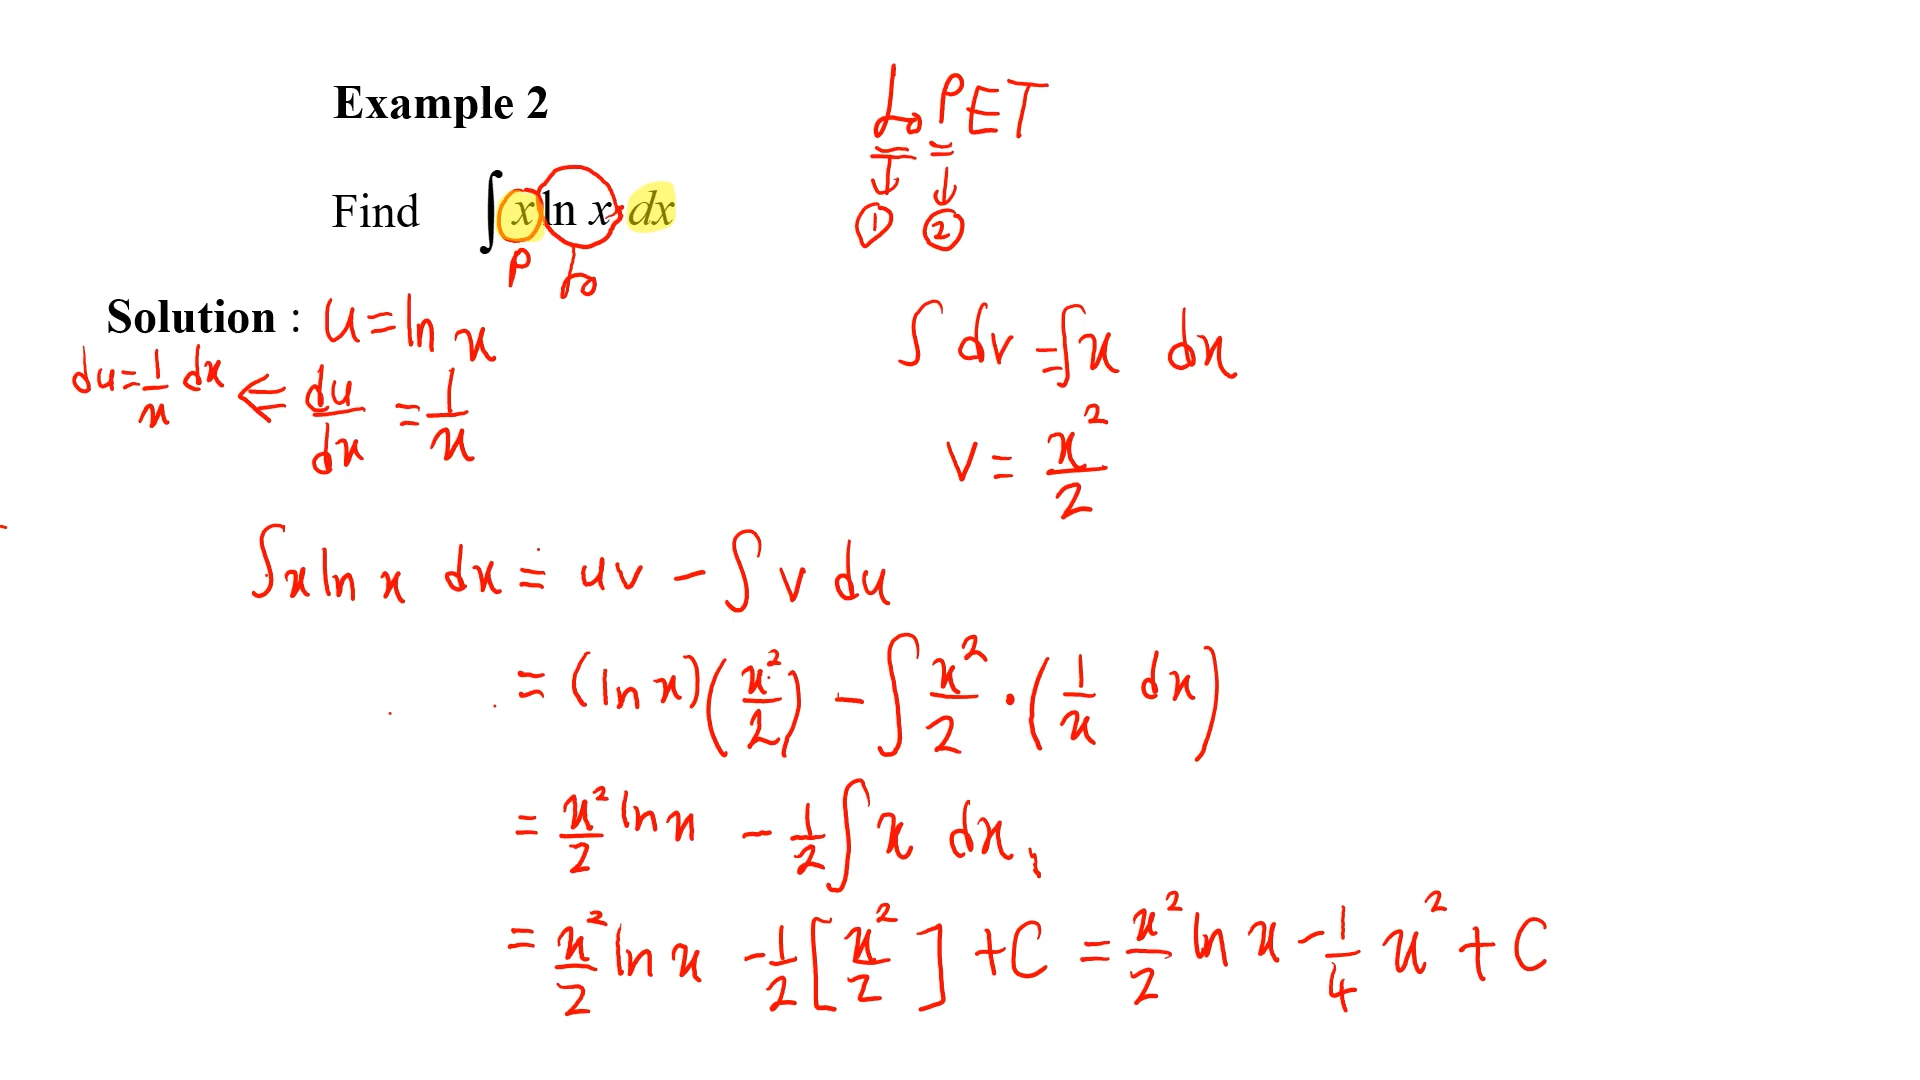 Example 2
LoPET
① ②
Find ∫ x ln x dx
P Lo
Solution : u = ln x
∫ dv = ∫ x dx
du = 1/x dx ⇐ du/dx = 1/x
v = x²/2
∫ x ln x dx = uv − ∫ v du
= (ln x)(x²/2) − ∫ x²/2 · (1/x dx)
= x²/2 ln x − 1/2 ∫ x dx,
= x²/2 ln x − 1/2 [x²/2] + C = x²/2 ln x − 1/4 x² + C